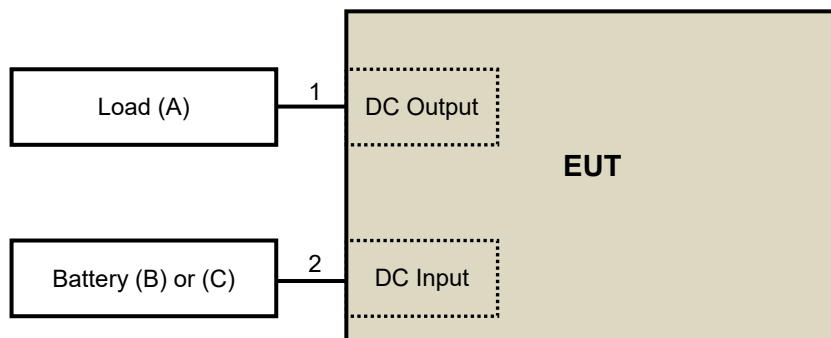 Load (A)
1
DC Output
EUT
Battery (B) or (C)
2
DC Input